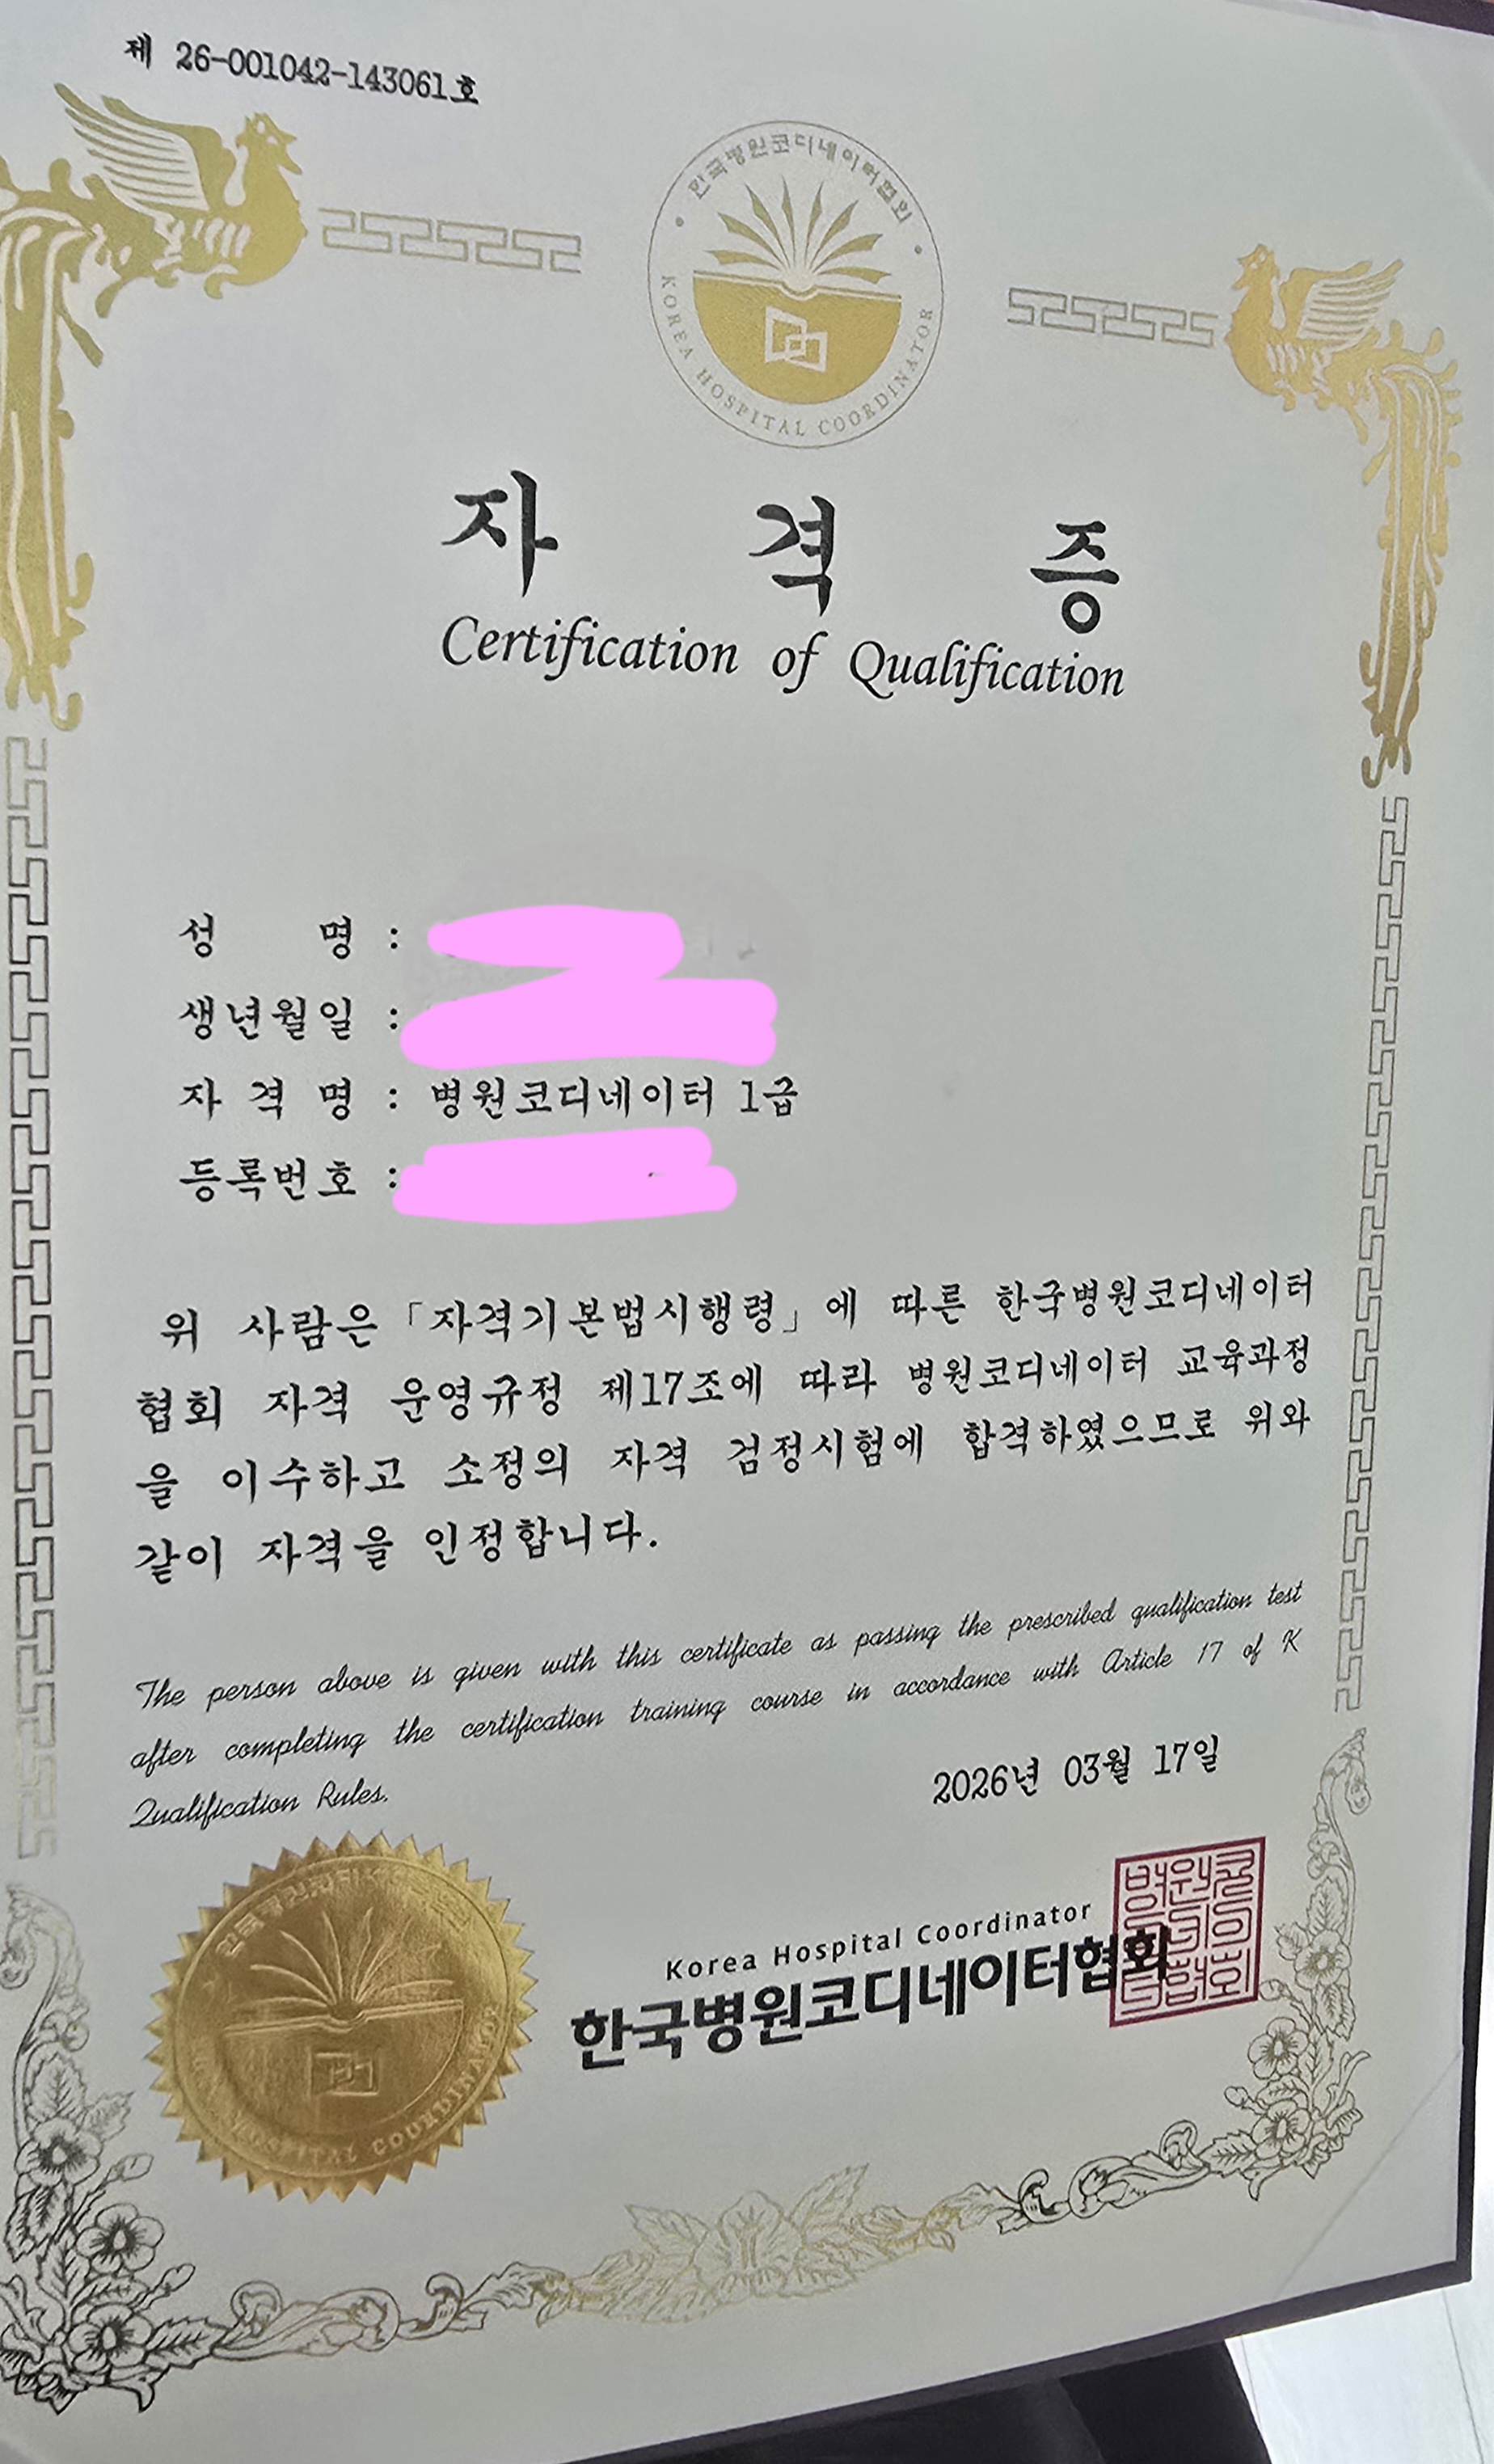 제 26-001042-143061호
한국병원코디네이터협회
KOREA HOSPITAL COORDINATOR
자 격 증
Certification of Qualification
성 명 :
생년월일 :
자 격 명 : 병원코디네이터 1급
등록번호 :
위 사람은 「자격기본법시행령」에 따른 한국병원코디네이터
협회 자격 운영규정 제17조에 따라 병원코디네이터 교육과정
을 이수하고 소정의 자격 검정시험에 합격하였으므로 위와
같이 자격을 인정합니다.
The person above is given with this certificate as passing the prescribed qualification test
after completing the certification training course in accordance with Article 17 of K
Qualification Rules.
2026년 03월 17일
Korea Hospital Coordinator
한국병원코디네이터협회
HOSPITAL COORDINATOR